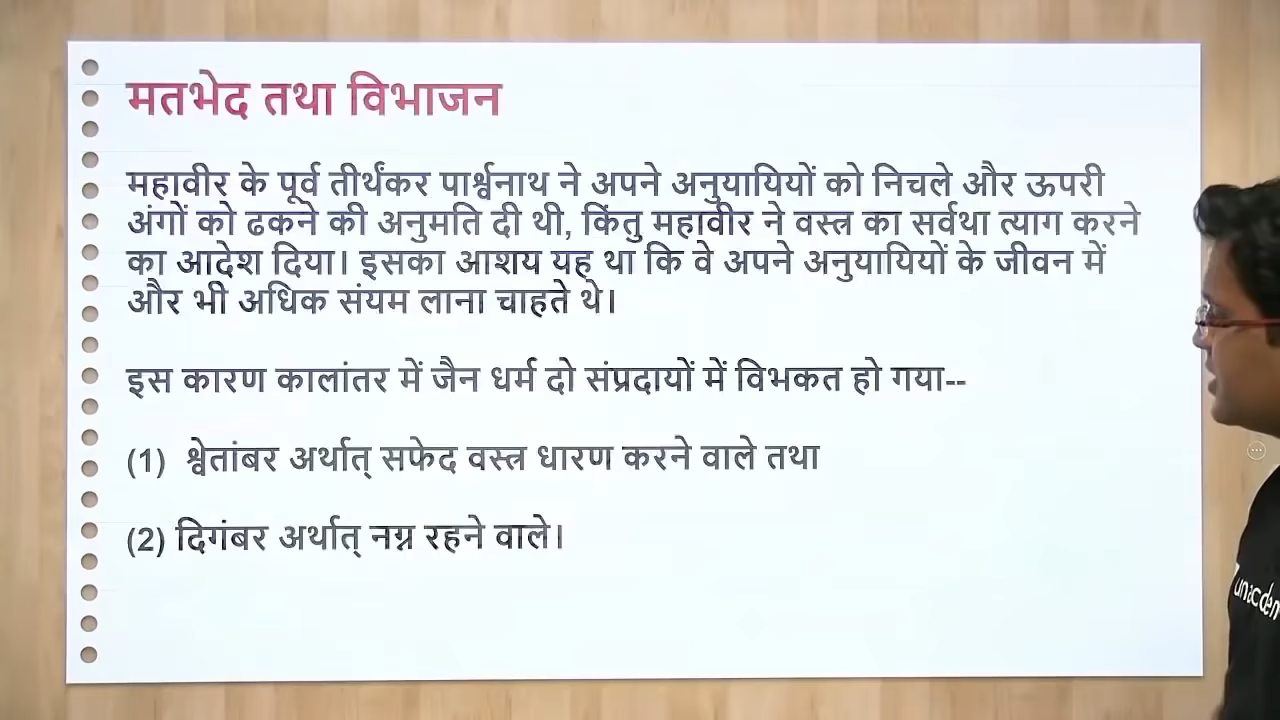 मतभेद तथा विभाजन
महावीर के पूर्व तीर्थंकर पार्श्वनाथ ने अपने अनुयायियों को निचले और ऊपरी
अंगों को ढकने की अनुमति दी थी, किंतु महावीर ने वस्त्र का सर्वथा त्याग करने
का आदेश दिया। इसका आशय यह था कि वे अपने अनुयायियों के जीवन में
और भी अधिक संयम लाना चाहते थे।
इस कारण कालांतर में जैन धर्म दो संप्रदायों में विभकत हो गया--
(1) श्वेतांबर अर्थात् सफेद वस्त्र धारण करने वाले तथा
(2) दिगंबर अर्थात् नग्न रहने वाले।